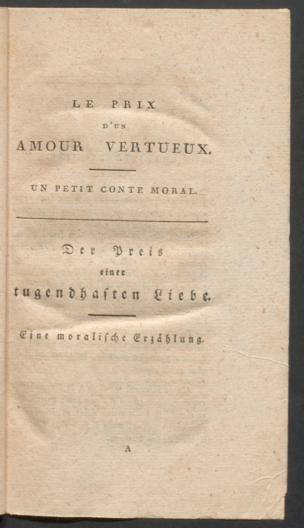 LE PRIX
D'UN
AMOUR VERTUEUX.
UN PETIT CONTE MORAL.
Der Preis
einer
tugendhaften Liebe.
Eine moralische Erzählung.
A